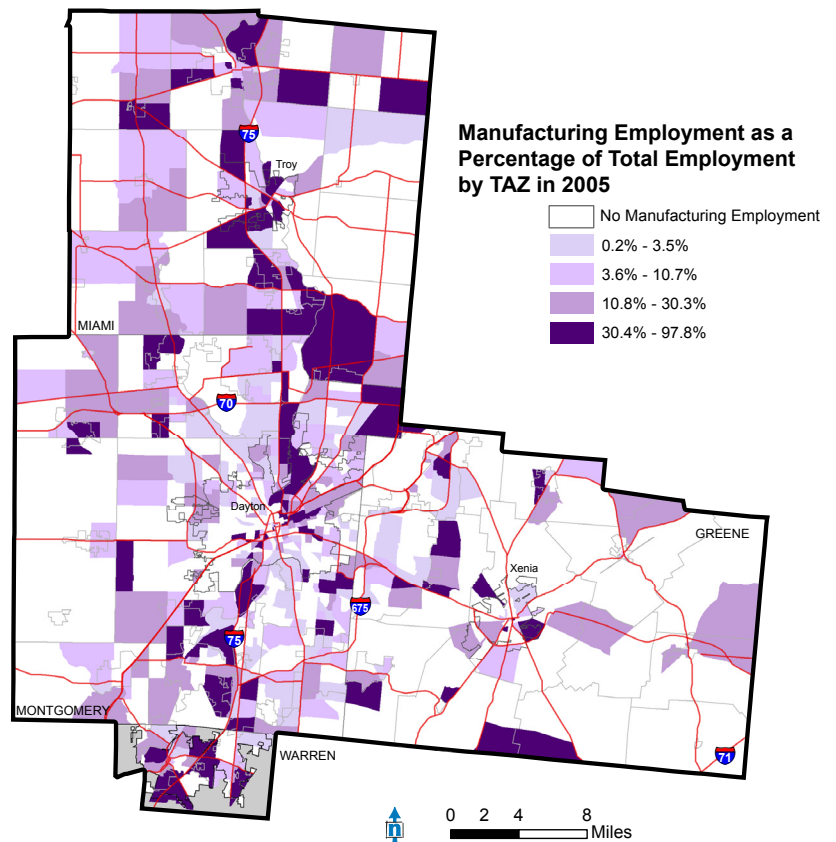 Manufacturing Employment as a
Percentage of Total Employment
by TAZ in 2005
No Manufacturing Employment
0.2% - 3.5%
3.6% - 10.7%
10.8% - 30.3%
30.4% - 97.8%
75
Troy
MIAMI
70
Dayton
GREENE
Xenia
675
75
MONTGOMERY
WARREN
71
n
0 2 4 8
Miles